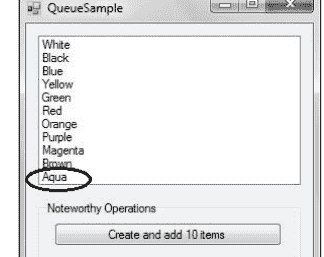 QueueSample
White
Black
Blue
Yellow
Green
Red
Orange
Purple
Magenta
Brown
Aqua
Noteworthy Operations
Create and add 10 items